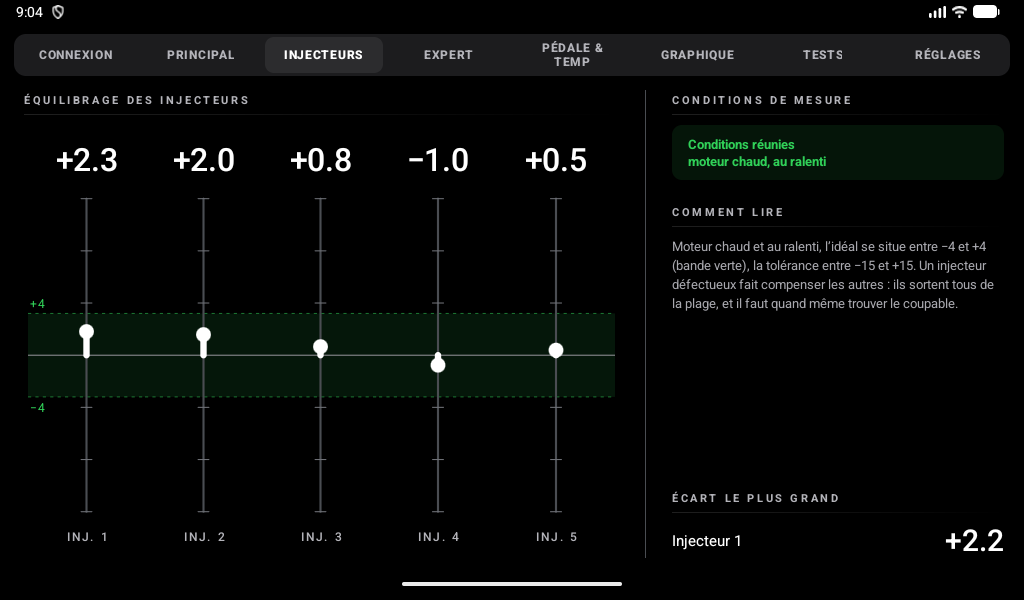 9:04
CONNEXION
PRINCIPAL
INJECTEURS
EXPERT
PÉDALE &
TEMP
GRAPHIQUE
TESTS
RÉGLAGES
ÉQUILIBRAGE DES INJECTEURS
+2.3
+2.0
+0.8
−1.0
+0.5
+4
−4
INJ. 1
INJ. 2
INJ. 3
INJ. 4
INJ. 5
CONDITIONS DE MESURE
Conditions réunies
moteur chaud, au ralenti
COMMENT LIRE
Moteur chaud et au ralenti, l’idéal se situe entre −4 et +4
(bande verte), la tolérance entre −15 et +15. Un injecteur
défectueux fait compenser les autres : ils sortent tous de
la plage, et il faut quand même trouver le coupable.
ÉCART LE PLUS GRAND
Injecteur 1
+2.2